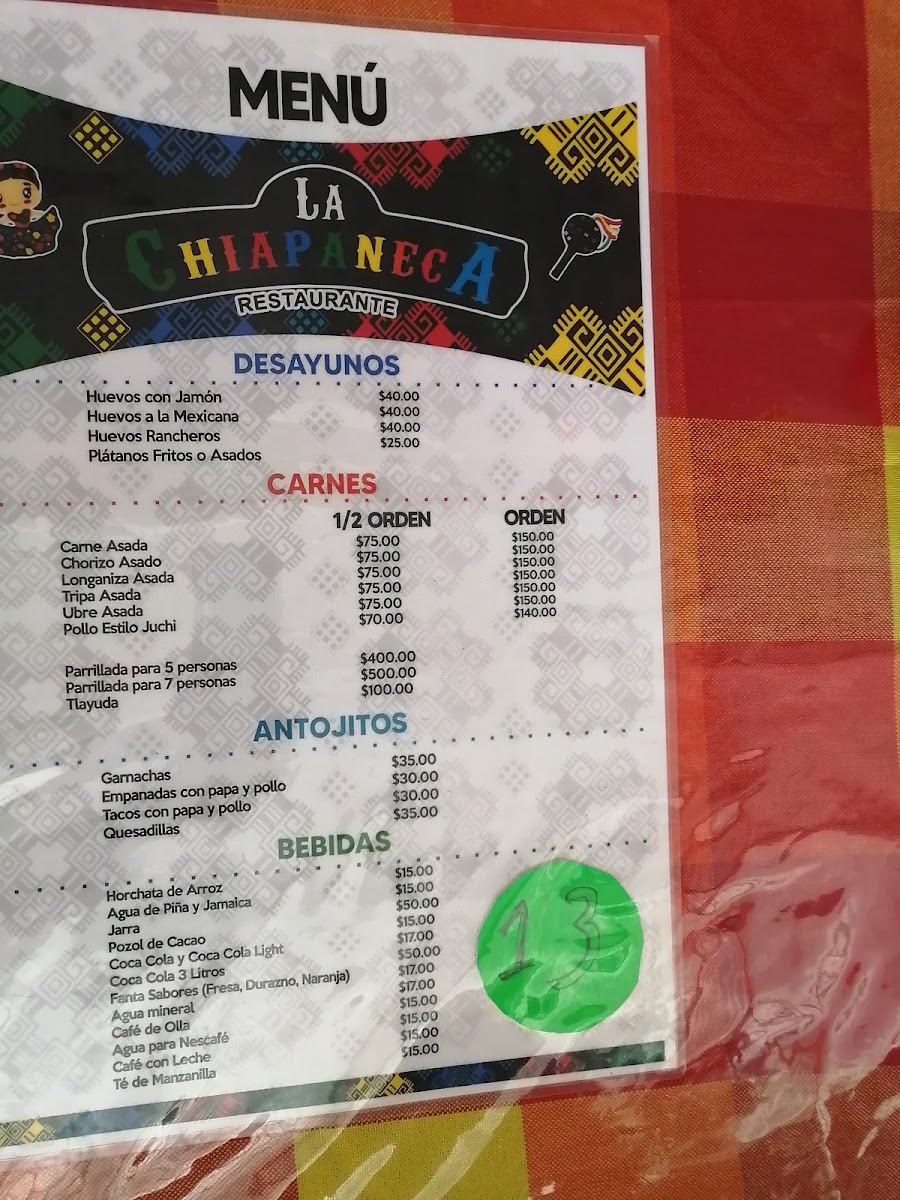 MENÚ
LA
CHIAPANECA
RESTAURANTE
DESAYUNOS
Huevos con Jamón $40.00
Huevos a la Mexicana $40.00
Huevos Rancheros $40.00
Plátanos Fritos o Asados $25.00
CARNES
1/2 ORDEN ORDEN
Carne Asada $75.00 $150.00
Chorizo Asado $75.00 $150.00
Longaniza Asada $75.00 $150.00
Tripa Asada $75.00 $150.00
Ubre Asada $75.00 $150.00
Pollo Estilo Juchi $70.00 $150.00
$140.00
Parrillada para 5 personas $400.00
Parrillada para 7 personas $500.00
Tlayuda $100.00
ANTOJITOS
Garnachas $35.00
Empanadas con papa y pollo $30.00
Tacos con papa y pollo $30.00
Quesadillas $35.00
BEBIDAS
Horchata de Arroz $15.00
Agua de Piña y Jamaica $15.00
Jarra $50.00
Pozol de Cacao $15.00
Coca Cola y Coca Cola Light $17.00
Coca Cola 3 Litros $50.00
Fanta Sabores (Fresa, Durazno, Naranja) $17.00
Agua mineral $17.00
Café de Olla $15.00
Agua para Nescafé $15.00
Café con Leche $15.00
Té de Manzanilla $15.00
13